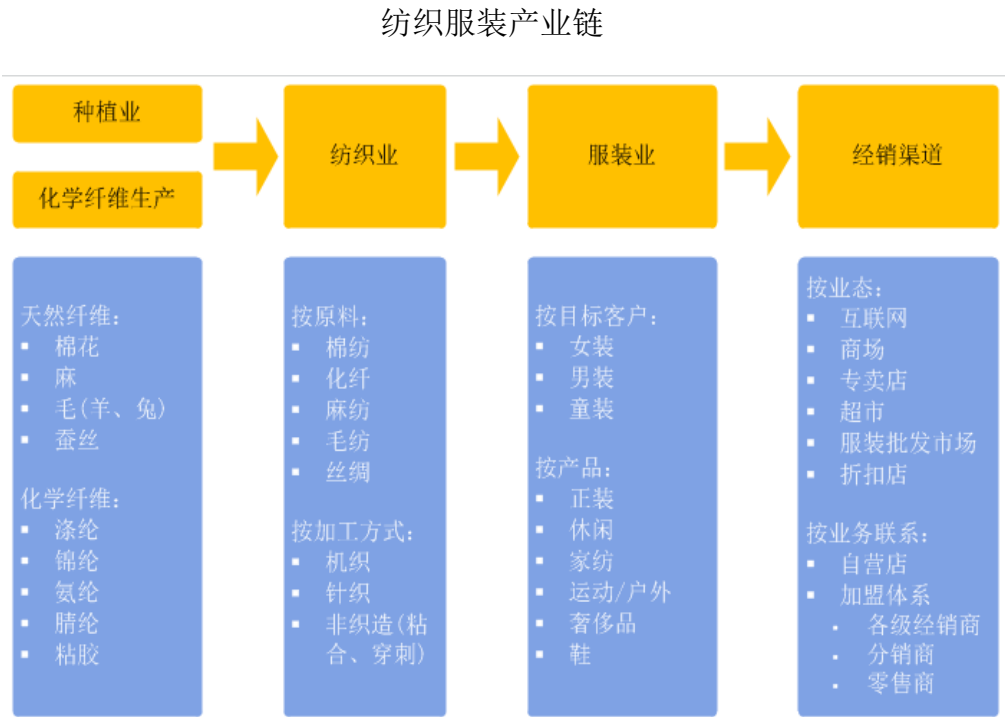 纺织服装产业链
种植业
化学纤维生产
纺织业
服装业
经销渠道
天然纤维：
▪ 棉花
▪ 麻
▪ 毛(羊、兔)
▪ 蚕丝
化学纤维：
▪ 涤纶
▪ 锦纶
▪ 氨纶
▪ 腈纶
▪ 粘胶
按原料：
▪ 棉纺
▪ 化纤
▪ 麻纺
▪ 毛纺
▪ 丝绸
按加工方式：
▪ 机织
▪ 针织
▪ 非织造(粘
合、穿刺)
按目标客户：
▪ 女装
▪ 男装
▪ 童装
按产品：
▪ 正装
▪ 休闲
▪ 家纺
▪ 运动/户外
▪ 奢侈品
▪ 鞋
按业态：
▪ 互联网
▪ 商场
▪ 专卖店
▪ 超市
▪ 服装批发市场
▪ 折扣店
按业务联系：
▪ 自营店
▪ 加盟体系
▪ 各级经销商
▪ 分销商
▪ 零售商